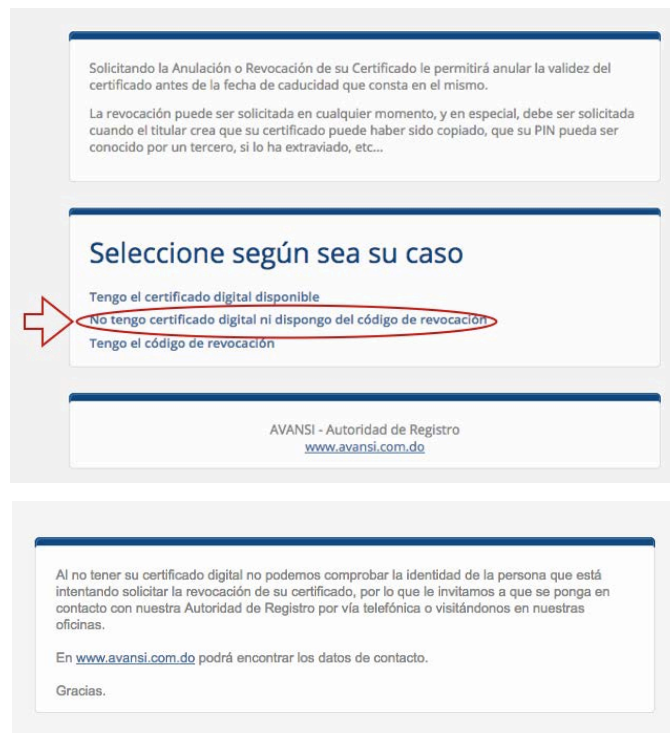 Solicitando la Anulación o Revocación de su Certificado le permitirá anular la validez del
certificado antes de la fecha de caducidad que consta en el mismo.
La revocación puede ser solicitada en cualquier momento, y en especial, debe ser solicitada
cuando el titular crea que su certificado puede haber sido copiado, que su PIN pueda ser
conocido por un tercero, si lo ha extraviado, etc...
Seleccione según sea su caso
Tengo el certificado digital disponible
No tengo certificado digital ni dispongo del código de revocación
Tengo el código de revocación
AVANSI - Autoridad de Registro
www.avansi.com.do
Al no tener su certificado digital no podemos comprobar la identidad de la persona que está
intentando solicitar la revocación de su certificado, por lo que le invitamos a que se ponga en
contacto con nuestra Autoridad de Registro por vía telefónica o visitándonos en nuestras
oficinas.
En www.avansi.com.do podrá encontrar los datos de contacto.
Gracias.